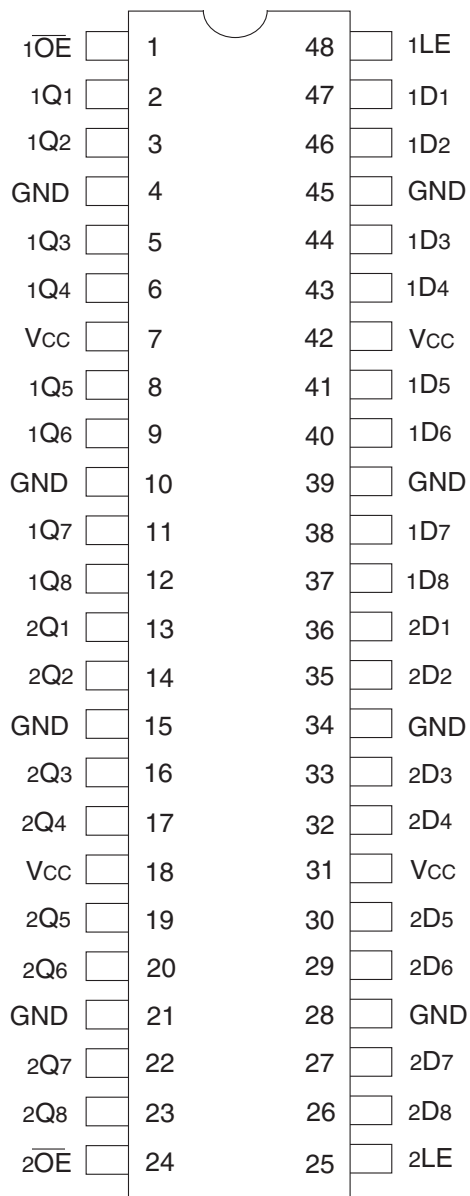 1O̅E̅ 1 48 1LE
1Q1 2 47 1D1
1Q2 3 46 1D2
GND 4 45 GND
1Q3 5 44 1D3
1Q4 6 43 1D4
VCC 7 42 VCC
1Q5 8 41 1D5
1Q6 9 40 1D6
GND 10 39 GND
1Q7 11 38 1D7
1Q8 12 37 1D8
2Q1 13 36 2D1
2Q2 14 35 2D2
GND 15 34 GND
2Q3 16 33 2D3
2Q4 17 32 2D4
VCC 18 31 VCC
2Q5 19 30 2D5
2Q6 20 29 2D6
GND 21 28 GND
2Q7 22 27 2D7
2Q8 23 26 2D8
2O̅E̅ 24 25 2LE